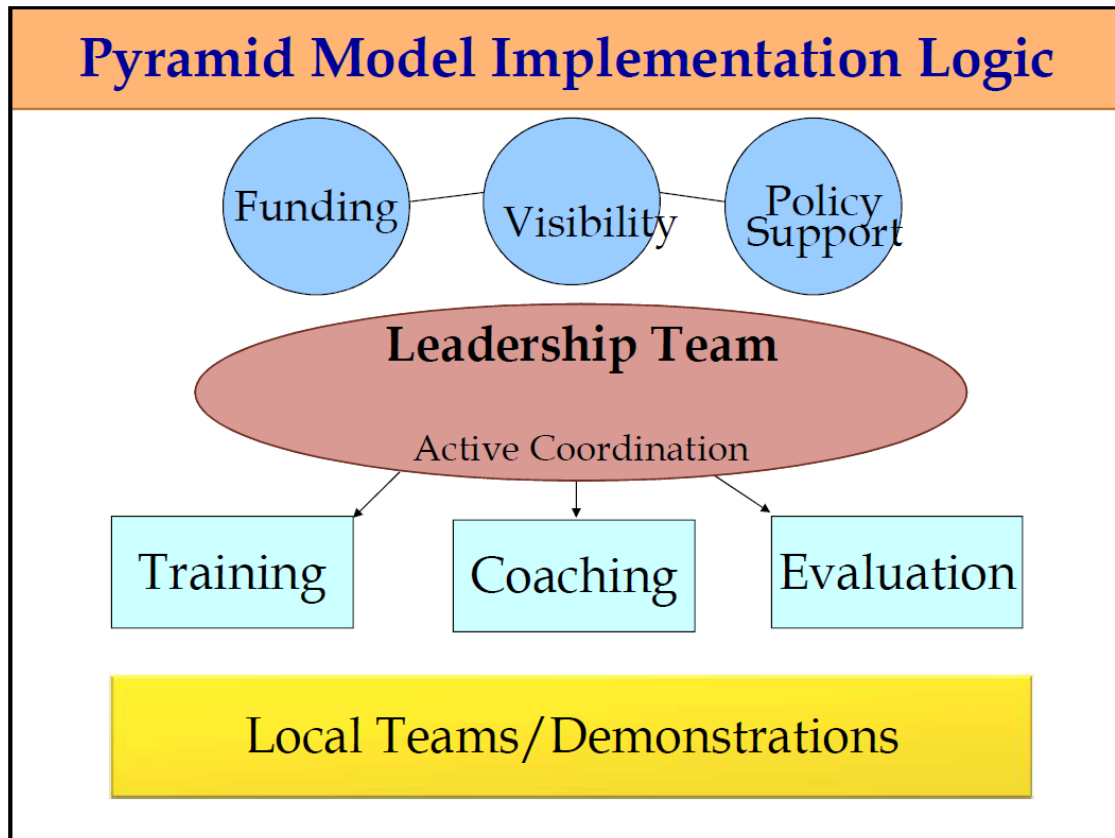 Pyramid Model Implementation Logic
Funding
Visibility
Policy
Support
Leadership Team
Active Coordination
Training
Coaching
Evaluation
Local Teams/Demonstrations